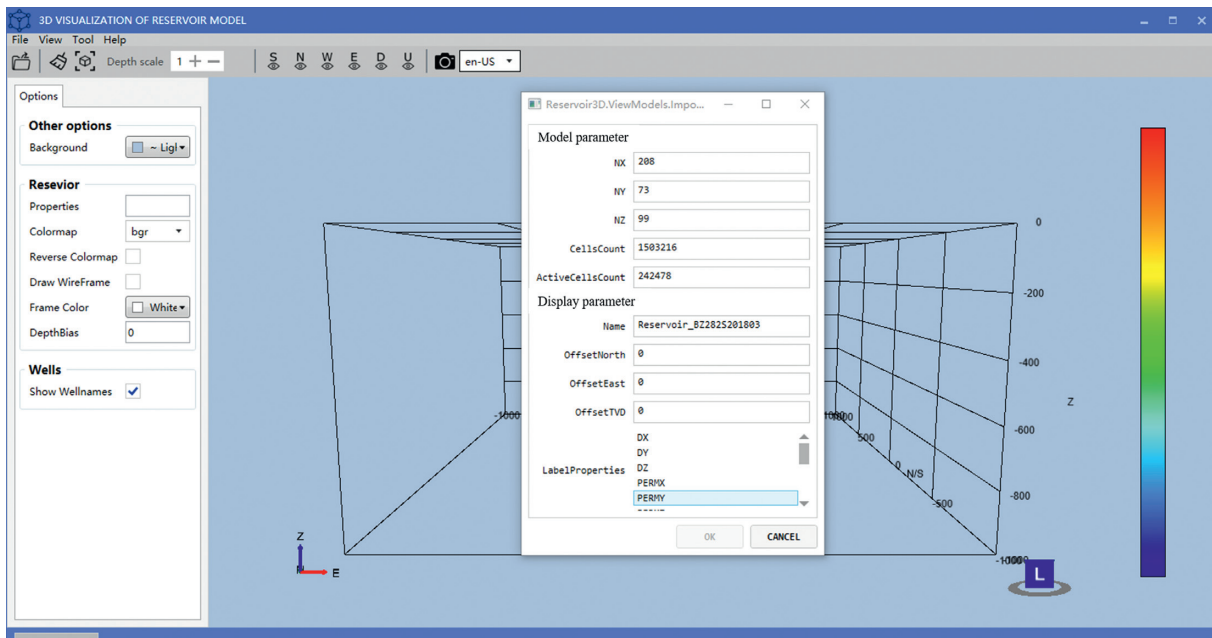 3D VISUALIZATION OF RESERVOIR MODEL
File View Tool Help
Depth scale 1 + −
S N W E D U
en-US
Options
Other options
Background ~ Ligl
Resevior
Properties
Colormap bgr
Reverse Colormap
Draw WireFrame
Frame Color White
DepthBias 0
Wells
Show Wellnames
Reservoir3D.ViewModels.Impo...
Model parameter
NX 208
NY 73
NZ 99
CellsCount 1503216
ActiveCellsCount 242478
Display parameter
Name Reservoir_BZ282S201803
OffsetNorth 0
OffsetEast 0
OffsetTVD 0
LabelProperties
DX
DY
DZ
PERMX
PERMY
OK CANCEL
0
-200
-400
Z
-600
-800
-1000
500
0
N/S
-500
Z
E
L